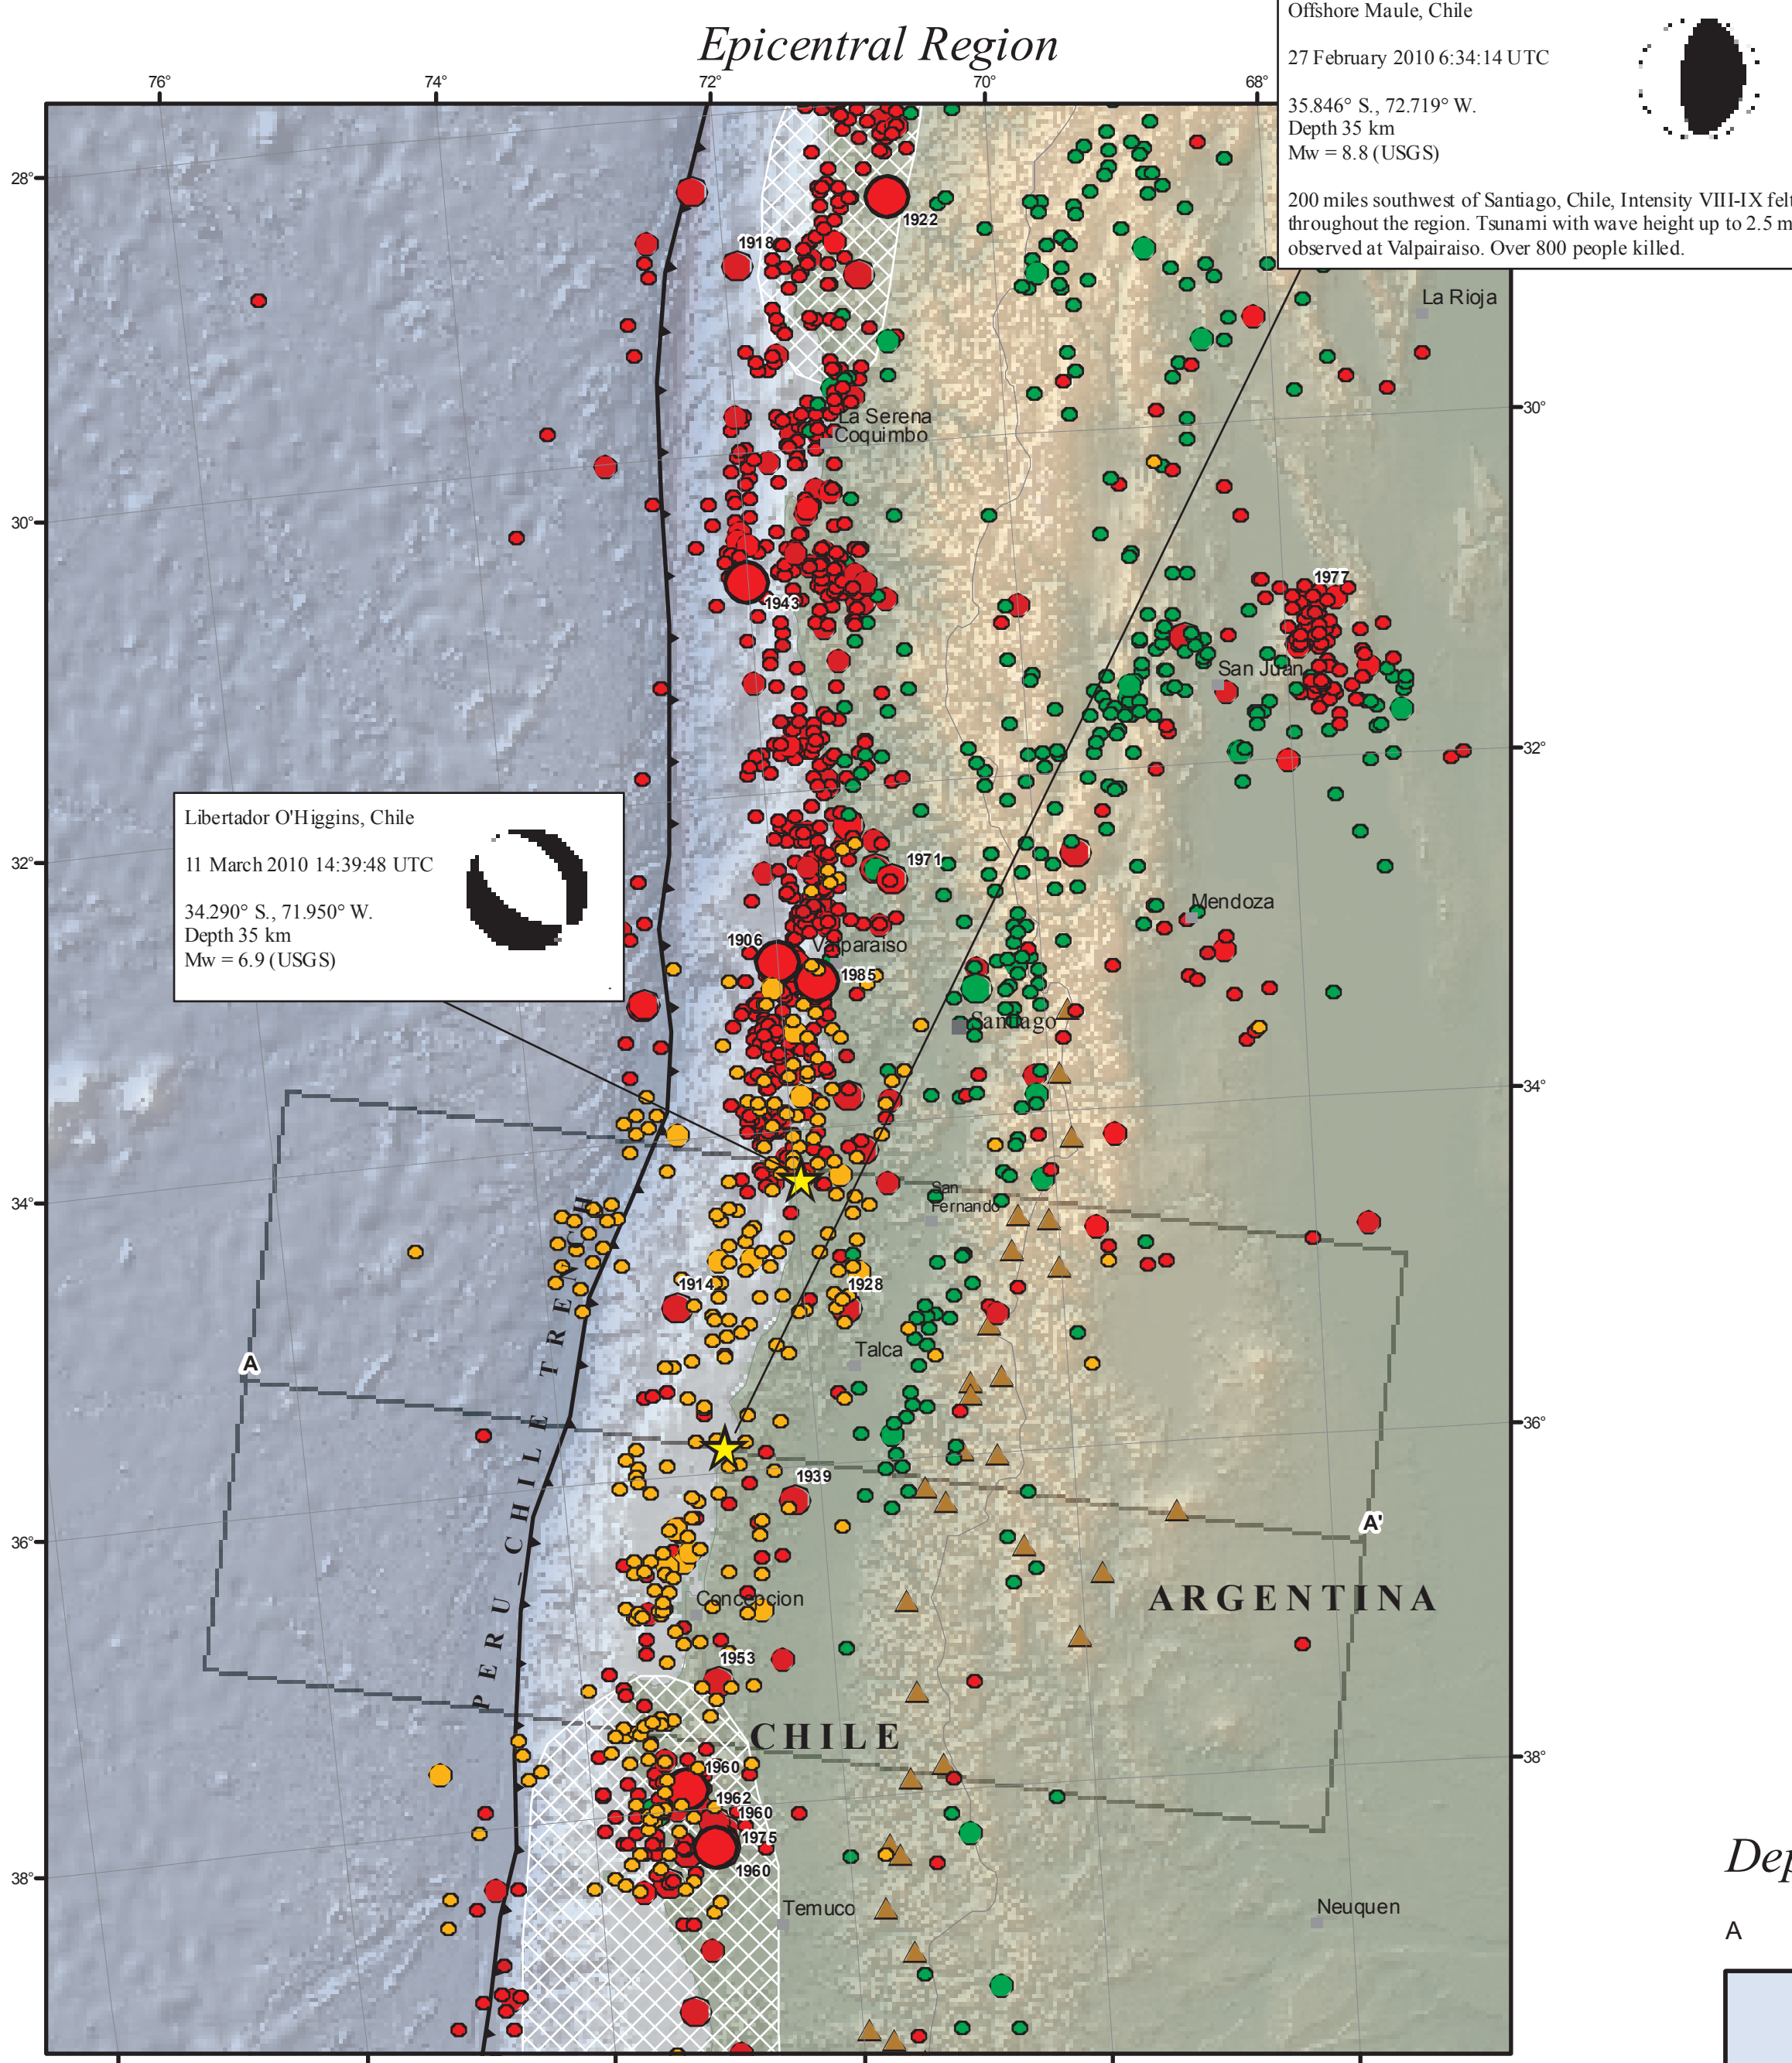 Epicentral Region
Offshore Maule, Chile
27 February 2010 6:34:14 UTC
35.846° S., 72.719° W.
Depth 35 km
Mw = 8.8 (USGS)
200 miles southwest of Santiago, Chile, Intensity VIII-IX felt
throughout the region. Tsunami with wave height up to 2.5 m
observed at Valpairaiso. Over 800 people killed.
76°
74°
72°
70°
68°
28°
1922
1918
La Rioja
30°
La Serena
Coquimbo
30°
1977
1943
San Juan
32°
Libertador O'Higgins, Chile
11 March 2010 14:39:48 UTC
34.290° S., 71.950° W.
Depth 35 km
Mw = 6.9 (USGS)
32°
1971
Mendoza
1906
Valparaiso
1985
Santiago
34°
San
Fernando
34°
1914
1928
Talca
A
PERU-CHILE TRENCH
36°
1939
A'
36°
Concepcion
ARGENTINA
1953
CHILE
38°
1960
1962
1960
1975
1960
38°
Temuco
Neuquen
Dep
A